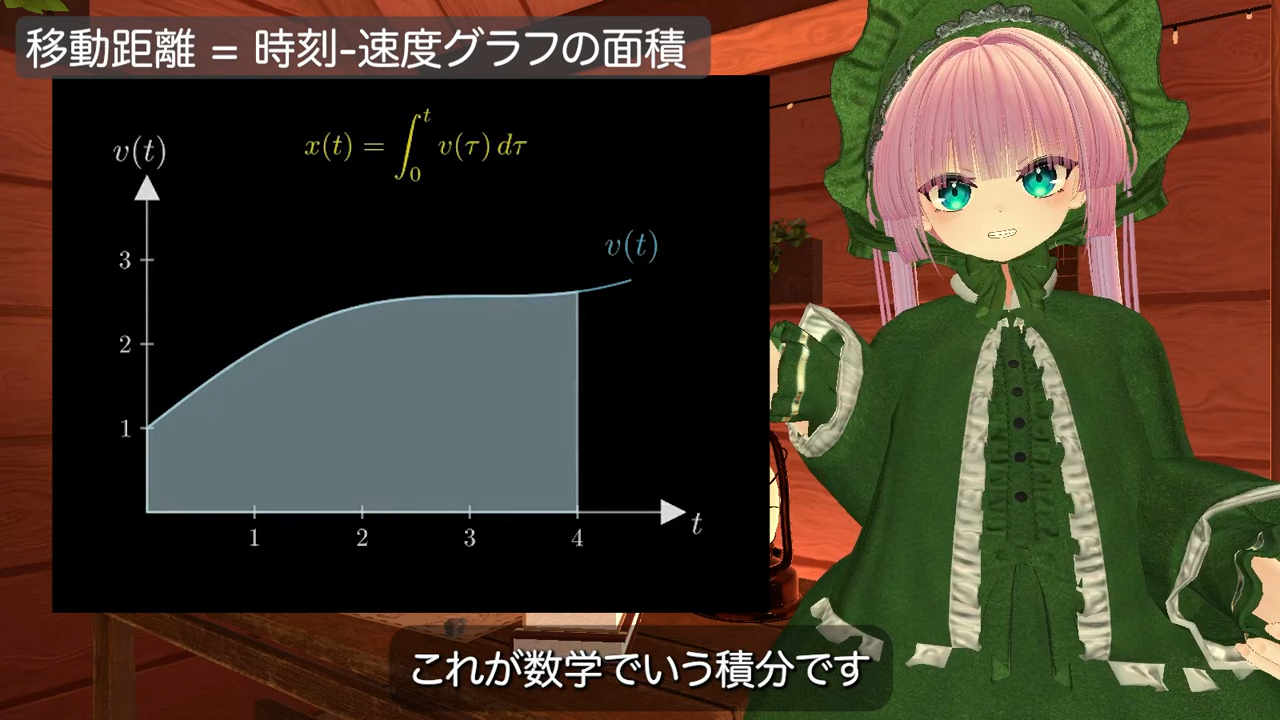 移動距離 = 時刻-速度グラフの面積
x(t) = ∫₀ᵗ v(τ) dτ
v(t)
v(t)
3
2
1
1 2 3 4
t
これが数学でいう積分です